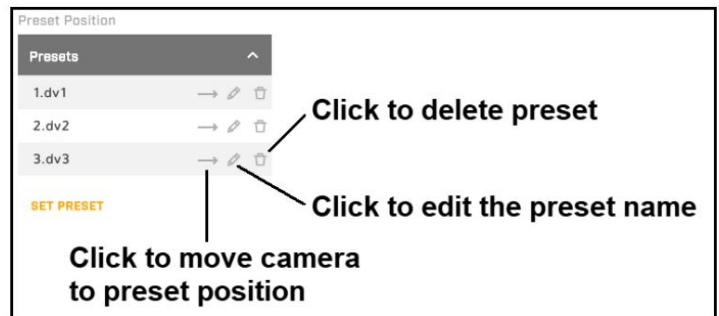 Preset Position
Presets
1.dv1
2.dv2
3.dv3
Click to delete preset
SET PRESET
Click to edit the preset name
Click to move camera
to preset position